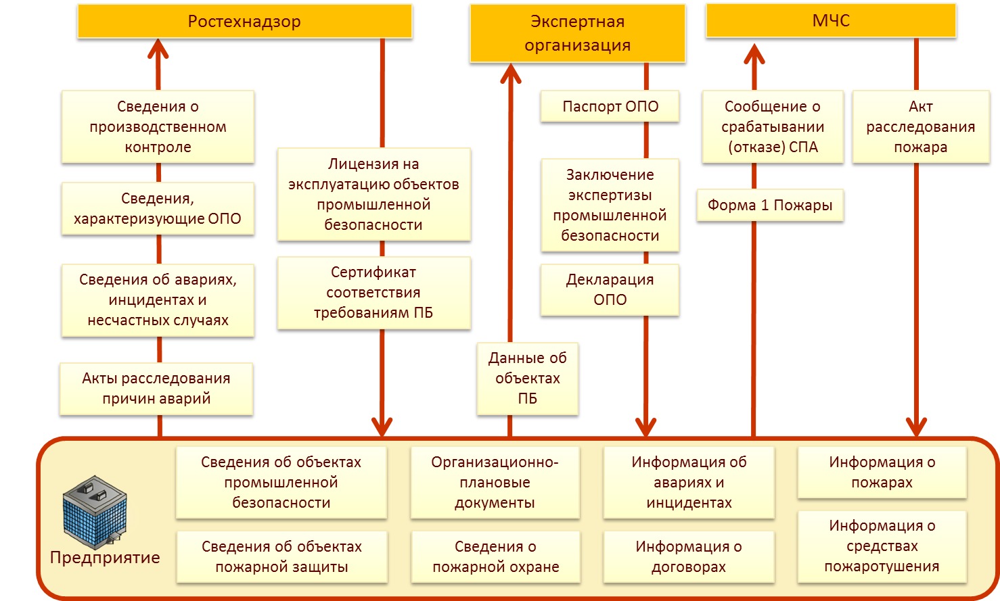 Ростехнадзор
Экспертная
организация
МЧС
Сведения о
производственном
контроле
Сведения,
характеризующие ОПО
Сведения об авариях,
инцидентах и
несчастных случаях
Акты расследования
причин аварий
Лицензия на
эксплуатацию объектов
промышленной
безопасности
Сертификат
соответствия
требованиям ПБ
Данные об
объектах
ПБ
Паспорт ОПО
Заключение
экспертизы
промышленной
безопасности
Декларация
ОПО
Сообщение о
срабатывании
(отказе) СПА
Форма 1 Пожары
Акт
расследования
пожара
Предприятие
Сведения об объектах
промышленной
безопасности
Организационно-
плановые
документы
Информация об
авариях и
инцидентах
Информация о
пожарах
Сведения об объектах
пожарной защиты
Сведения о
пожарной охране
Информация о
договорах
Информация о
средствах
пожаротушения